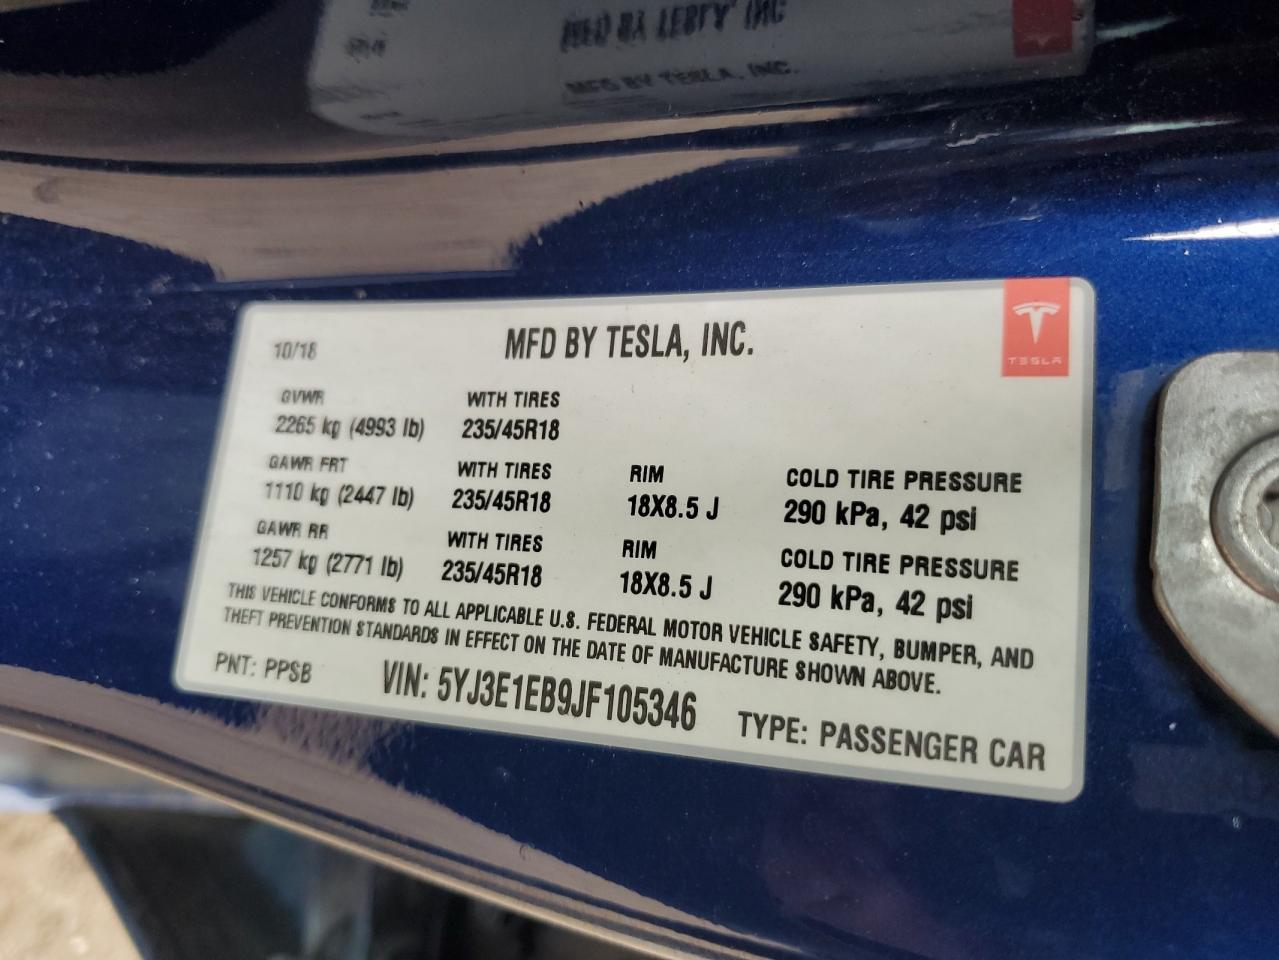 MFD BY TESLA, INC.
10/18 MFD BY TESLA, INC.
TESLA
GVWR WITH TIRES
2265 kg (4993 lb) 235/45R18
GAWR FRT WITH TIRES RIM COLD TIRE PRESSURE
1110 kg (2447 lb) 235/45R18 18X8.5 J 290 kPa, 42 psi
GAWR RR WITH TIRES RIM COLD TIRE PRESSURE
1257 kg (2771 lb) 235/45R18 18X8.5 J 290 kPa, 42 psi
THIS VEHICLE CONFORMS TO ALL APPLICABLE U.S. FEDERAL MOTOR VEHICLE SAFETY, BUMPER, AND
THEFT PREVENTION STANDARDS IN EFFECT ON THE DATE OF MANUFACTURE SHOWN ABOVE.
PNT: PPSB VIN: 5YJ3E1EB9JF105346 TYPE: PASSENGER CAR